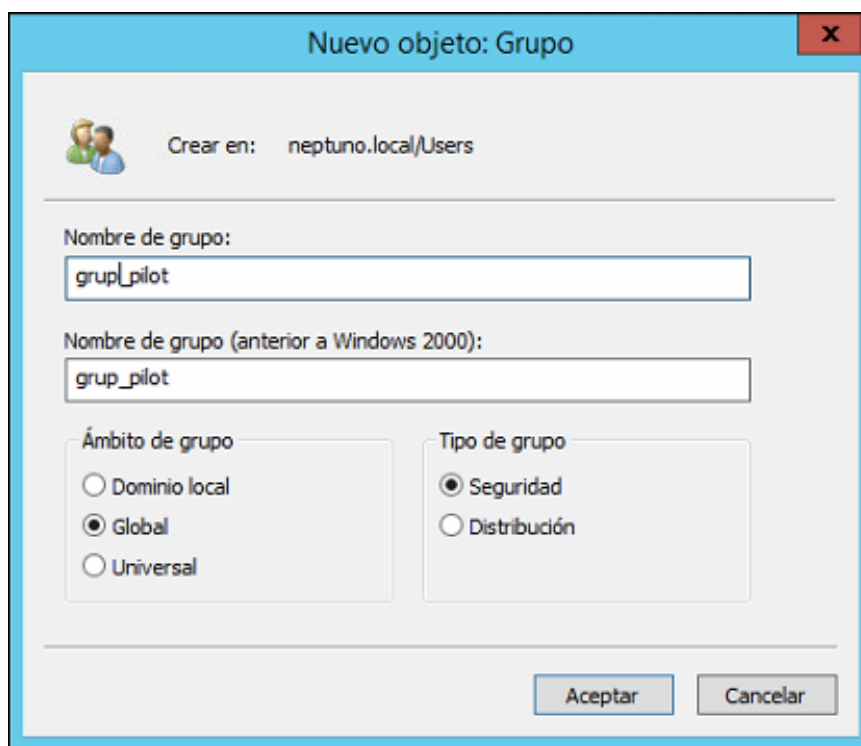 Nuevo objeto: Grupo
x
Crear en: neptuno.local/Users
Nombre de grupo:
grup_pilot
Nombre de grupo (anterior a Windows 2000):
grup_pilot
Ámbito de grupo
Dominio local
Global
Universal
Tipo de grupo
Seguridad
Distribución
Aceptar Cancelar